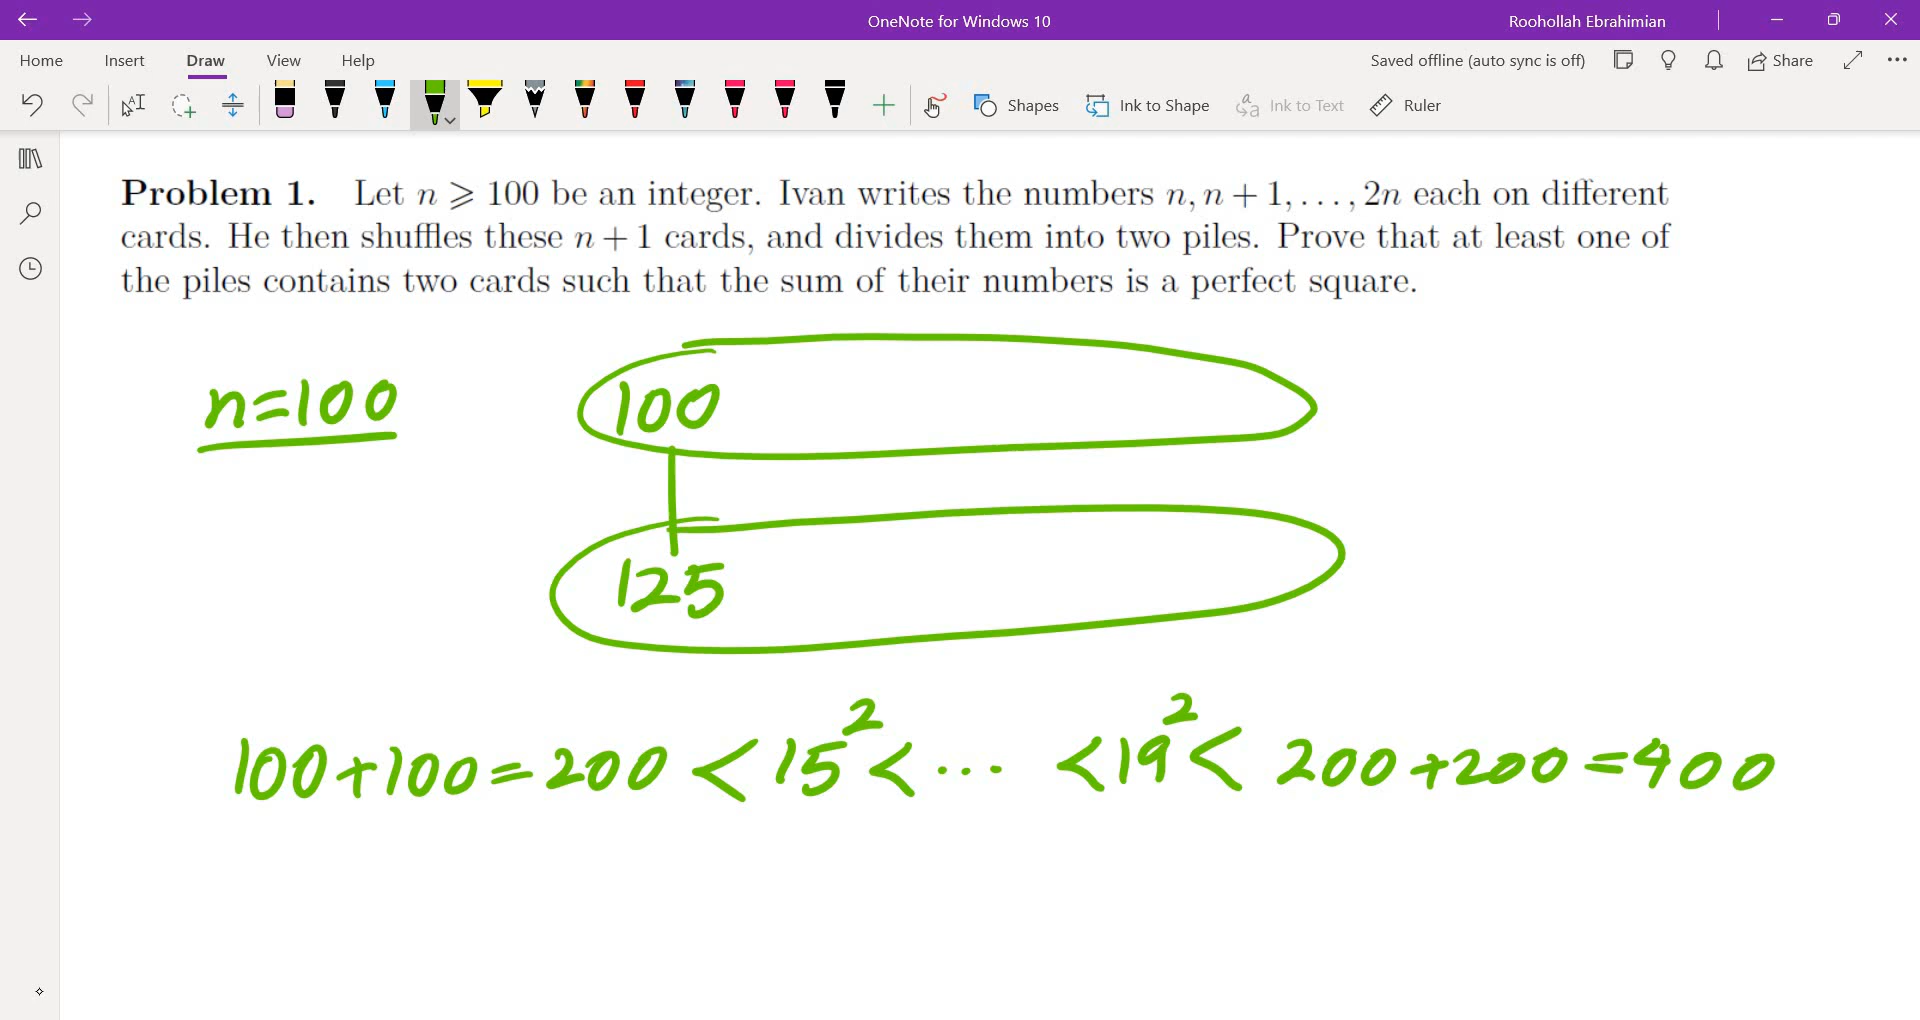 OneNote for Windows 10
Roohollah Ebrahimian
Home Insert Draw View Help
Saved offline (auto sync is off) Share
Shapes Ink to Shape Ink to Text Ruler
Problem 1. Let n ⩾ 100 be an integer. Ivan writes the numbers n, n + 1, . . . , 2n each on different
cards. He then shuffles these n + 1 cards, and divides them into two piles. Prove that at least one of
the piles contains two cards such that the sum of their numbers is a perfect square.
n=100
100
125
100+100=200 < 15² < ... < 19² < 200+200=400